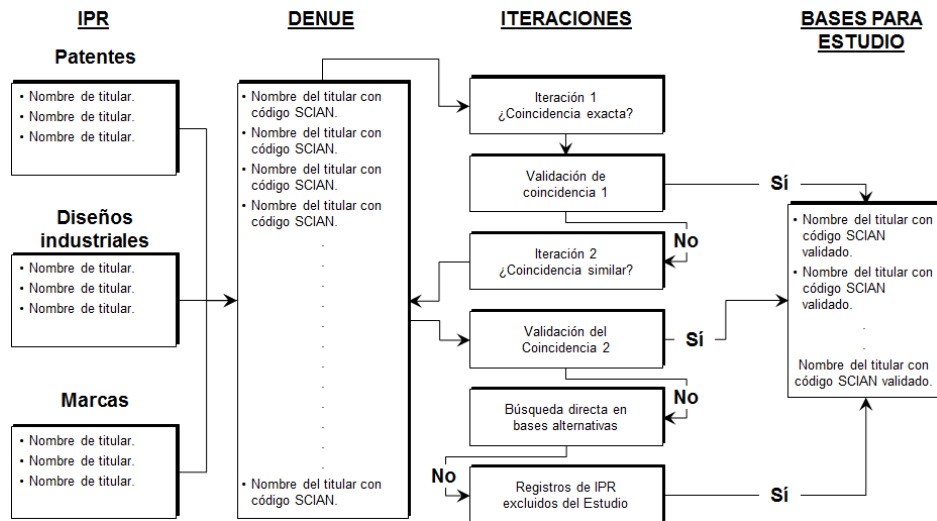 IPR
DENUE
ITERACIONES
BASES PARA
ESTUDIO
Patentes
• Nombre de titular.
• Nombre de titular.
• Nombre de titular.
Diseños
industriales
• Nombre de titular.
• Nombre de titular.
• Nombre de titular.
Marcas
• Nombre de titular.
• Nombre de titular.
• Nombre de titular.
• Nombre del titular con
código SCIAN.
• Nombre del titular con
código SCIAN.
• Nombre del titular con
código SCIAN.
• Nombre del titular con
código SCIAN.
.
.
.
.
.
.
.
.
.
.
.
.
.
• Nombre del titular con
código SCIAN.
Iteración 1
¿Coincidencia exacta?
Validación de
coincidencia 1
Sí
No
Iteración 2
¿Coincidencia similar?
Validación del
Coincidencia 2
Sí
No
Búsqueda directa en
bases alternativas
No
Registros de IPR
excluidos del Estudio
Sí
• Nombre del titular con
código SCIAN
validado.
• Nombre del titular con
código SCIAN
validado.
.
.
Nombre del titular con
código SCIAN validado.